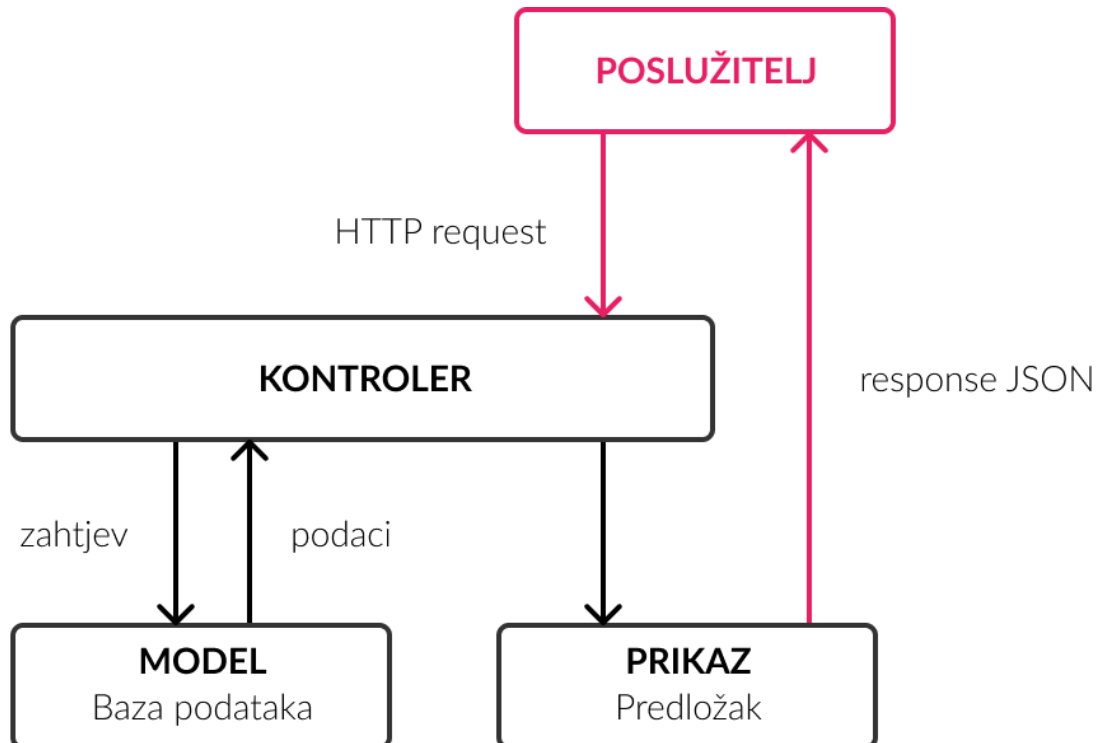 POSLUŽITELJ
HTTP request
KONTROLER
response JSON
zahtjev
podaci
MODEL
Baza podataka
PRIKAZ
Predložak